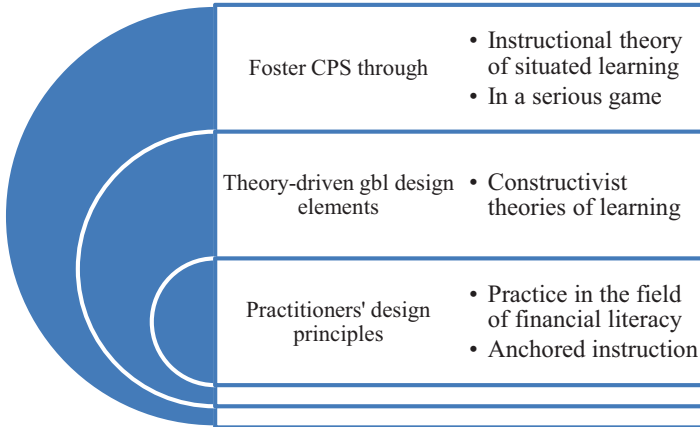 Foster CPS through
• Instructional theory
of situated learning
• In a serious game
Theory-driven gbl design
elements
• Constructivist
theories of learning
Practitioners' design
principles
• Practice in the field
of financial literacy
• Anchored instruction